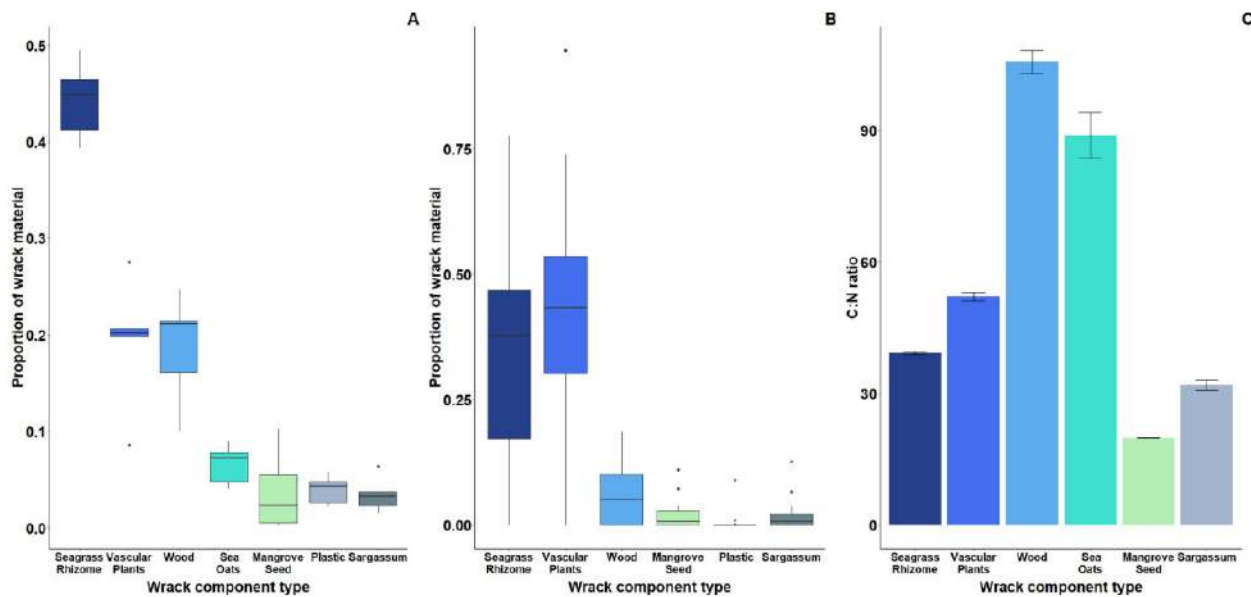 A
Proportion of wrack material
0.5
0.4
0.3
0.2
0.1
0.0
Seagrass Vascular Wood Sea Mangrove Plastic Sargassum
Rhizome Plants Oats Seed
Wrack component type
B
Proportion of wrack material
0.75
0.50
0.25
0.00
Seagrass Vascular Wood Mangrove Plastic Sargassum
Rhizome Plants Seed
Wrack component type
C
C:N ratio
90
60
30
0
Seagrass Vascular Wood Sea Mangrove Sargassum
Rhizome Plants Oats Seed
Wrack component type